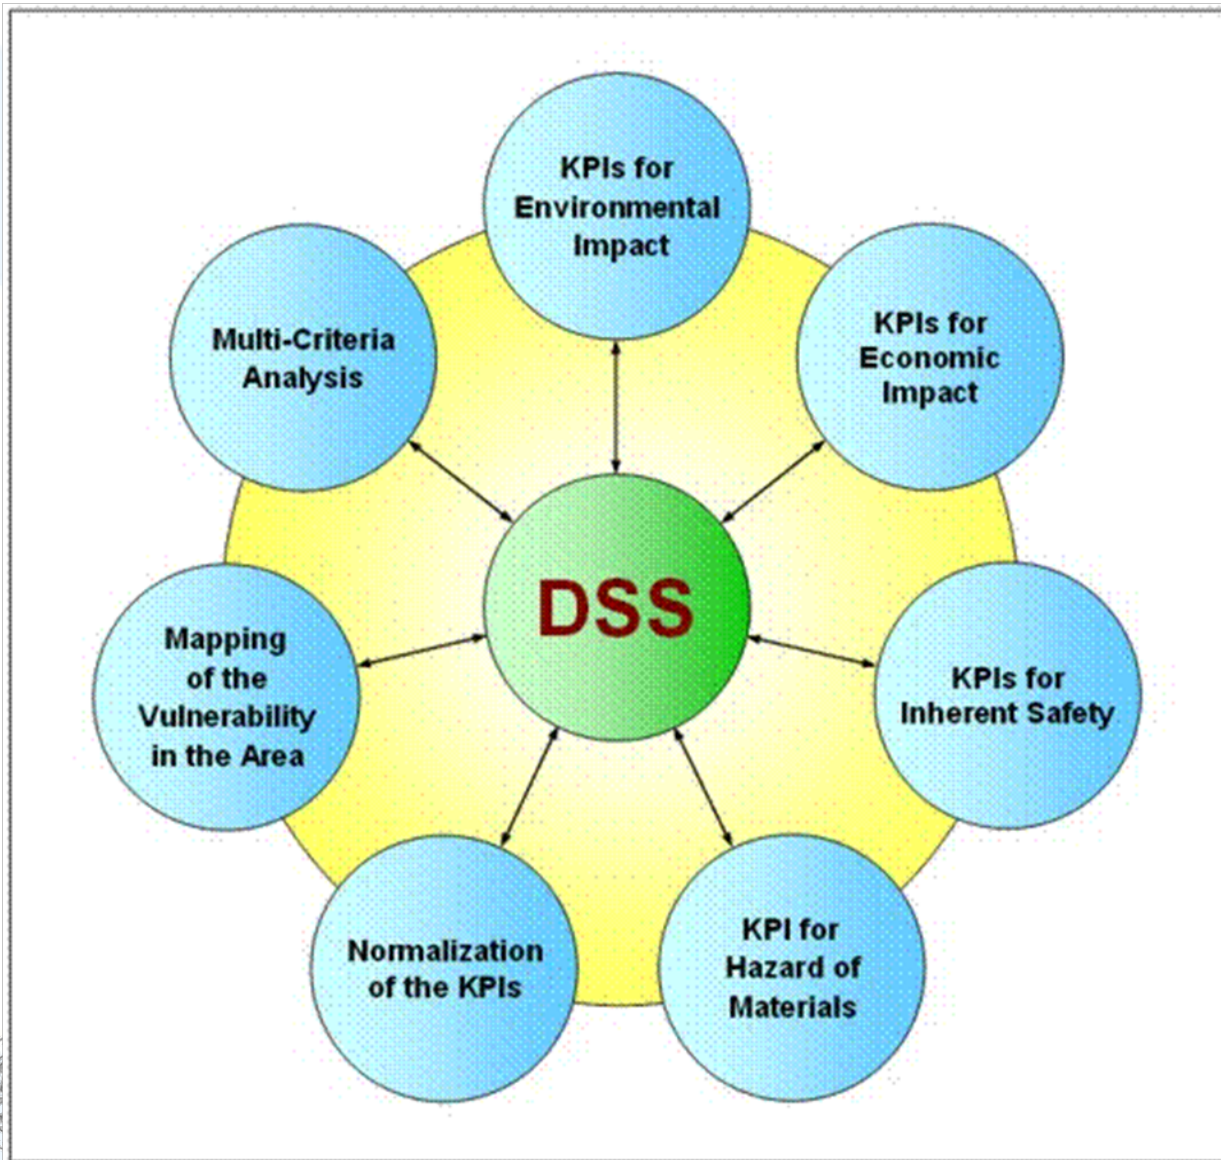 KPIs for
Environmental
Impact
Multi-Criteria
Analysis
KPIs for
Economic
Impact
DSS
Mapping
of the
Vulnerability
in the Area
KPIs for
Inherent Safety
Normalization
of the KPIs
KPI for
Hazard of
Materials